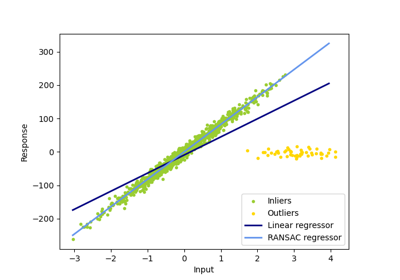 300
200
100
0
−100
−200
Response
−3
−2
−1
0
1
2
3
4
Input
Inliers
Outliers
Linear regressor
RANSAC regressor